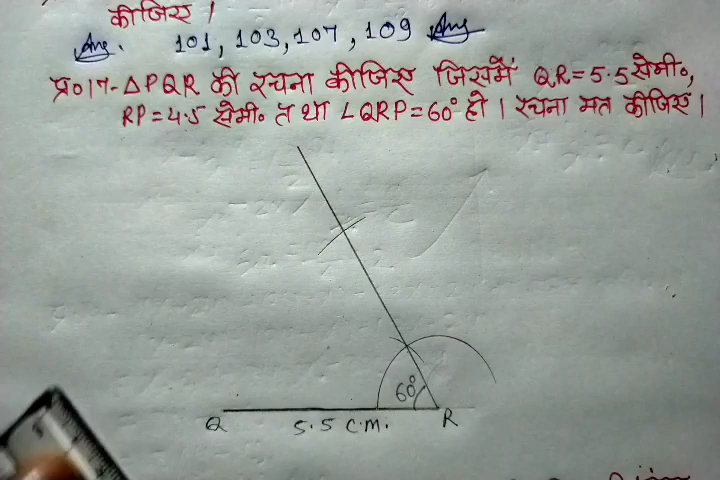 कीजिए।
Ans. 101, 103, 107, 109 Ans
प्र०17- △PQR की रचना कीजिए जिसमें QR=5.5 सेमी०,
RP=4.5 सेमी० तथा ∠QRP=60° हो। रचना मत कीजिए।
60°
Q 5.5 C.M. R